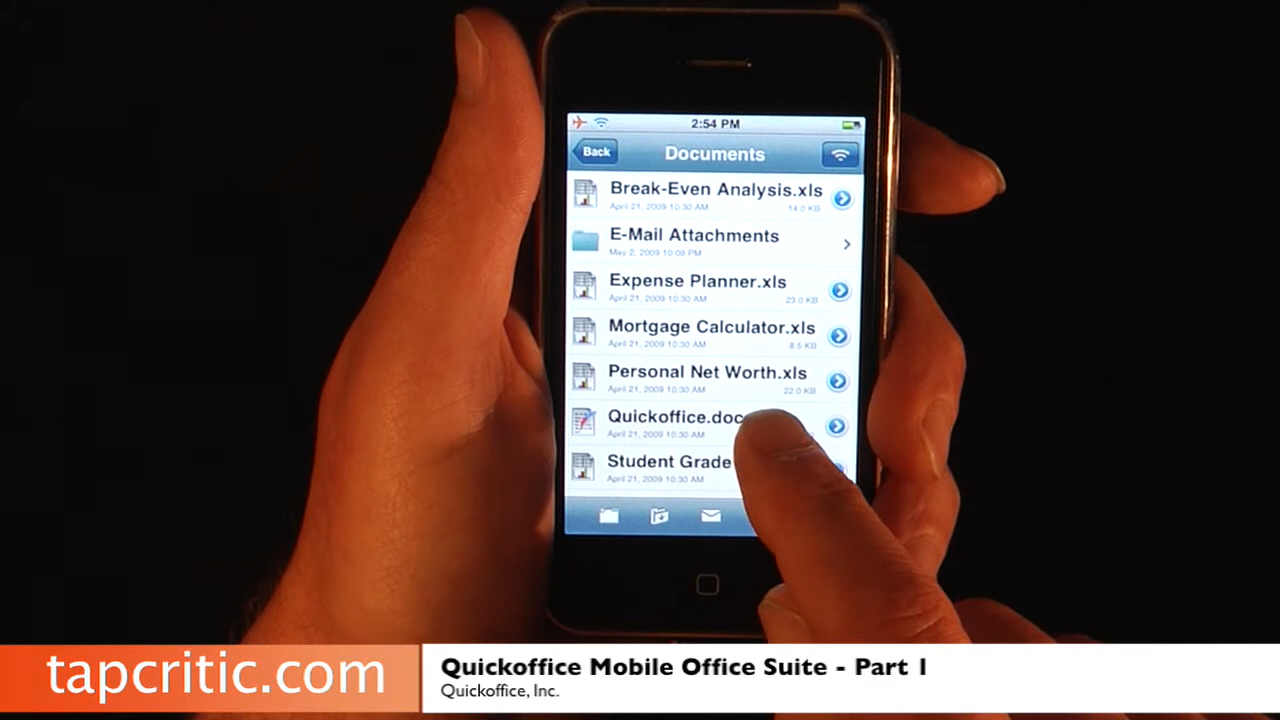 2:54 PM
Back
Documents
Break-Even Analysis.xls
April 21, 2009 10:30 AM 14.0 KB
E-Mail Attachments
May 2, 2009 10:09 PM
Expense Planner.xls
April 21, 2009 10:30 AM 23.0 KB
Mortgage Calculator.xls
April 21, 2009 10:30 AM 8.5 KB
Personal Net Worth.xls
April 21, 2009 10:30 AM 22.0 KB
Quickoffice.doc
April 21, 2009 10:30 AM
Student Grade
April 21, 2009 10:30 AM
tapcritic.com
Quickoffice Mobile Office Suite - Part 1
Quickoffice, Inc.